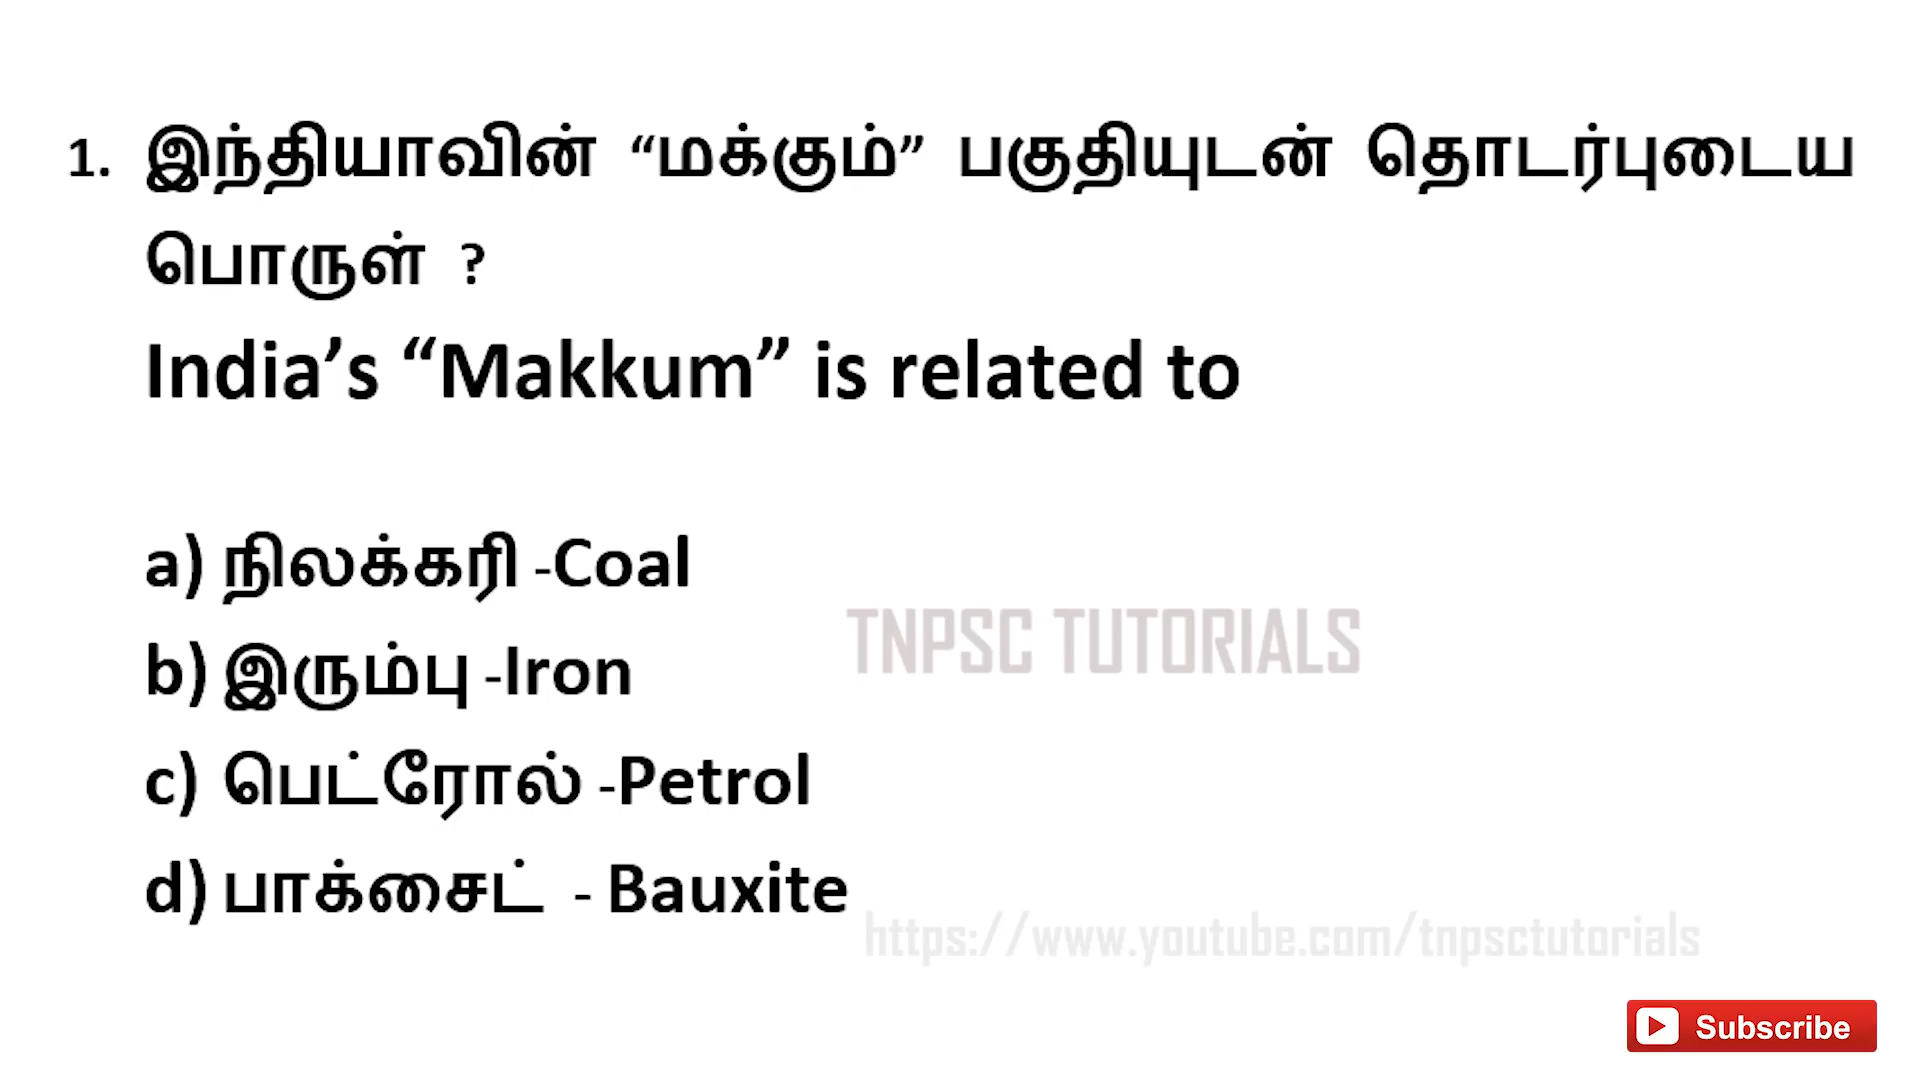 1. இந்தியாவின் “மக்கும்” பகுதியுடன் தொடர்புடைய
பொருள் ?
India’s “Makkum” is related to
a) நிலக்கரி -Coal
b) இரும்பு -Iron
c) பெட்ரோல் -Petrol
d) பாக்சைட் - Bauxite
TNPSC TUTORIALS
https://www.youtube.com/tnpsctutorials
Subscribe